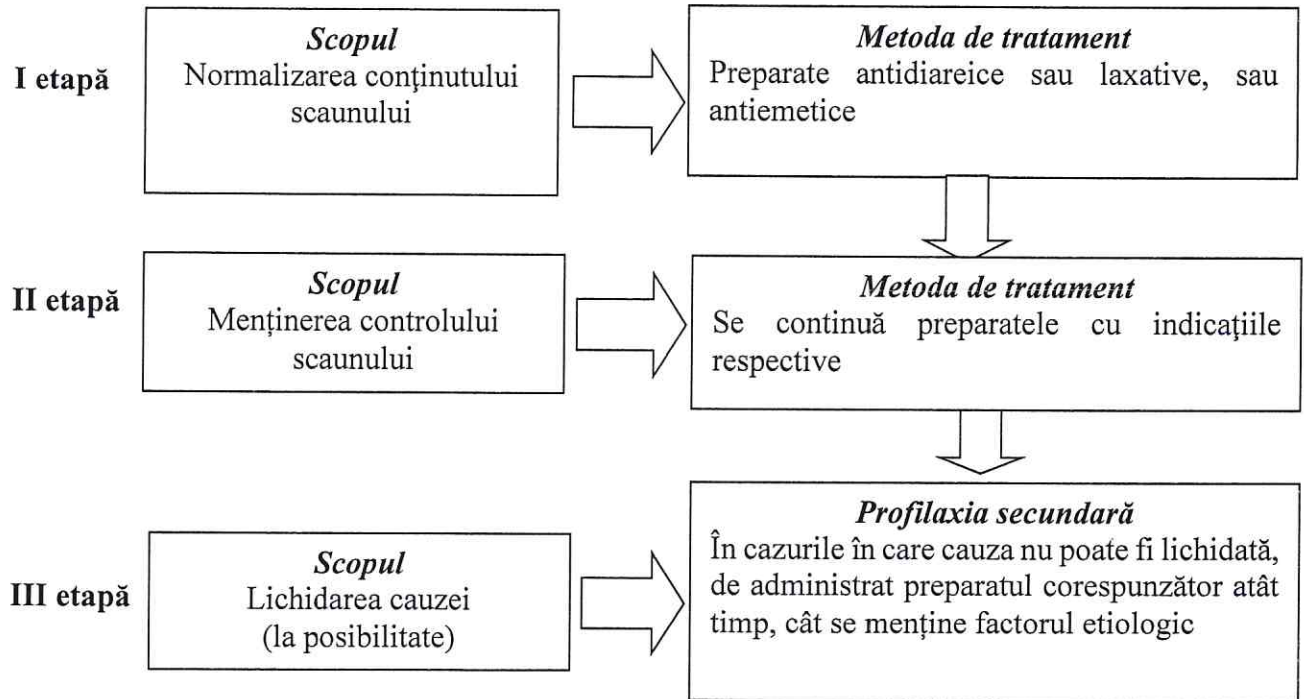 I etapă
Scopul
Normalizarea conținutului
scaunului
Metoda de tratament
Preparate antidiareice sau laxative, sau
antiemetice
II etapă
Scopul
Menținerea controlului
scaunului
Metoda de tratament
Se continuă preparatele cu indicațiile
respective
III etapă
Scopul
Lichidarea cauzei
(la posibilitate)
Profilaxia secundară
În cazurile în care cauza nu poate fi lichidată,
de administrat preparatul corespunzător atât
timp, cât se menține factorul etiologic